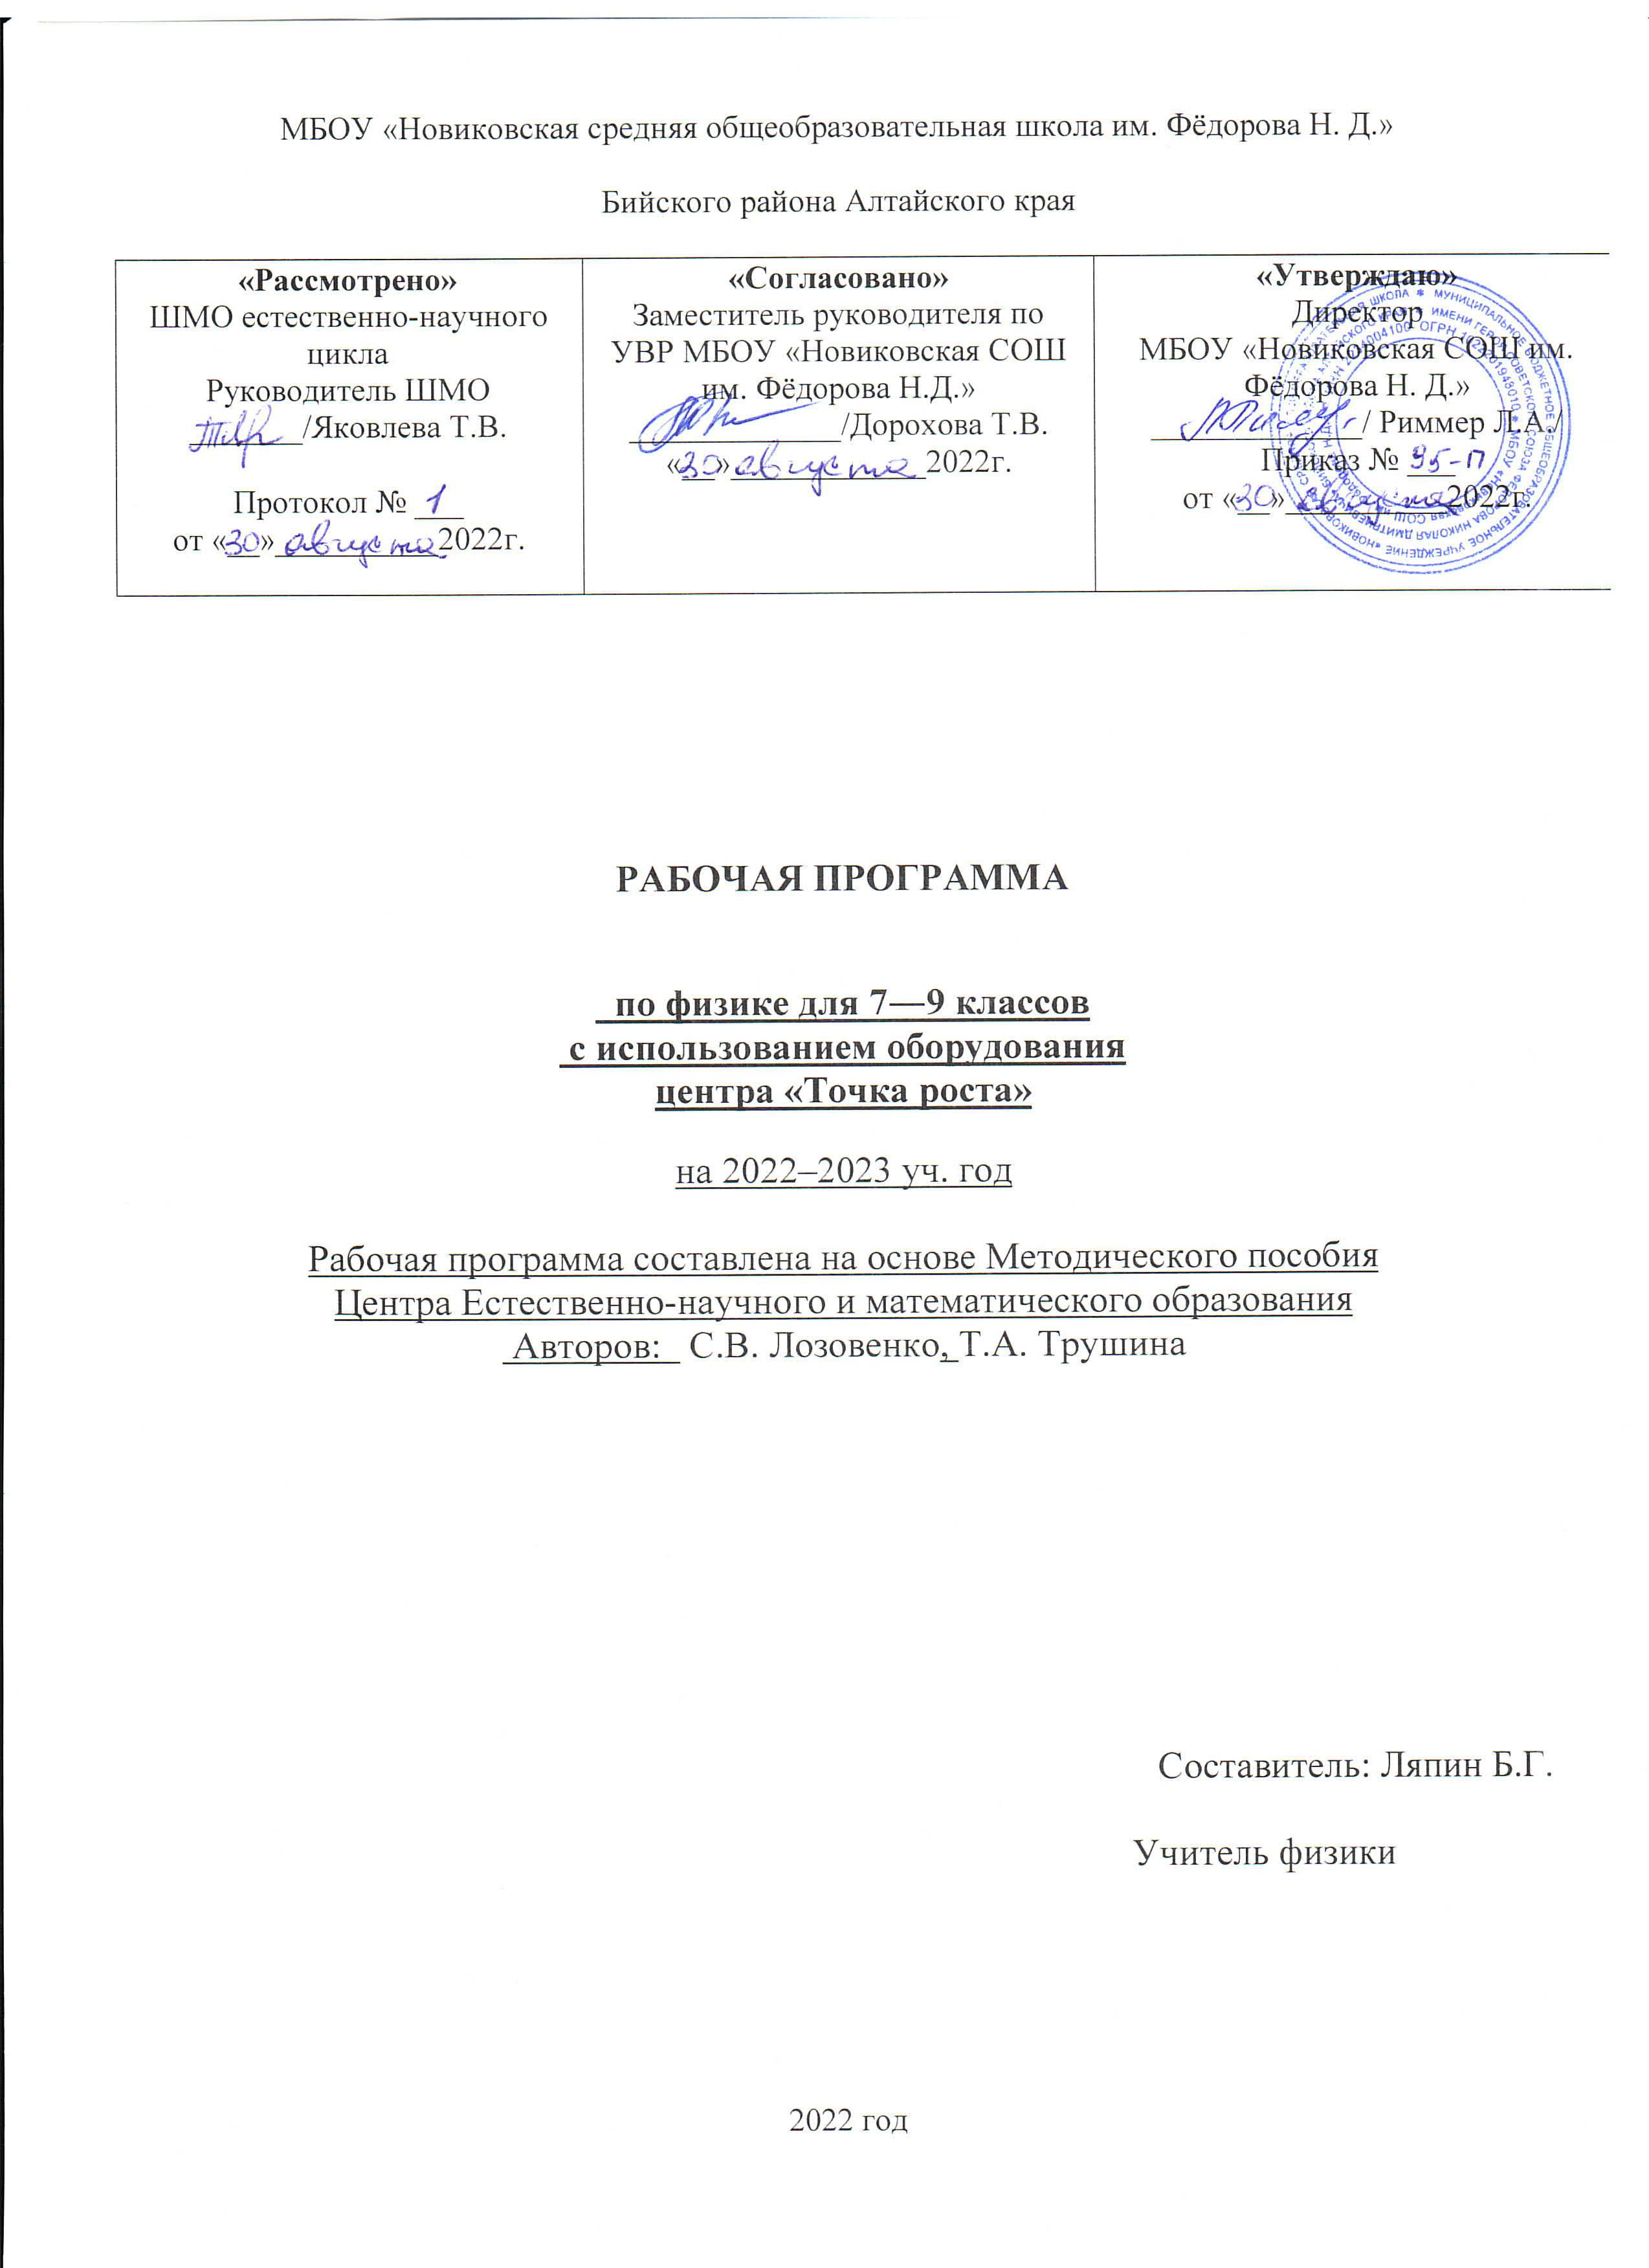 МБОУ «Новиковская средняя общеобразовательная школа им. Фёдорова Н. Д.»
Бийского района Алтайского края
«Рассмотрено»
ШМО естественно-научного
цикла
Руководитель ШМО
/Яковлева Т.В.
Протокол № 1
от «30» августа 2022г.
«Согласовано»
Заместитель руководителя по
УВР МБОУ «Новиковская СОШ
им. Фёдорова Н.Д.»
/Дорохова Т.В.
«30» августа 2022г.
«Утверждаю»
Директор
МБОУ «Новиковская СОШ им.
Фёдорова Н. Д.»
/ Риммер Л.А./
Приказ № 95-П
от «30» августа 2022г.
РАБОЧАЯ ПРОГРАММА
по физике для 7—9 классов
с использованием оборудования
центра «Точка роста»
на 2022–2023 уч. год
Рабочая программа составлена на основе Методического пособия
Центра Естественно-научного и математического образования
Авторов: С.В. Лозовенко, Т.А. Трушина
Составитель: Ляпин Б.Г.
Учитель физики
2022 год